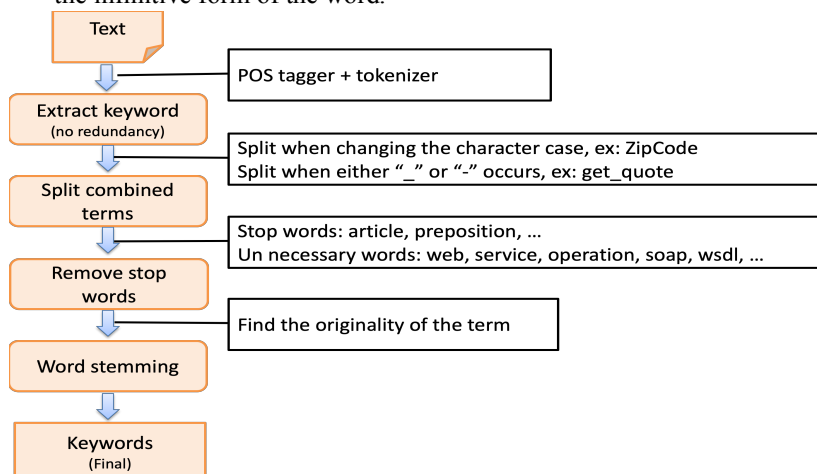 the infinitive form of the word.
Text
POS tagger + tokenizer
Extract keyword
(no redundancy)
Split when changing the character case, ex: ZipCode
Split when either “_” or “-” occurs, ex: get_quote
Split combined
terms
Stop words: article, preposition, ...
Un necessary words: web, service, operation, soap, wsdl, ...
Remove stop
words
Find the originality of the term
Word stemming
Keywords
(Final)